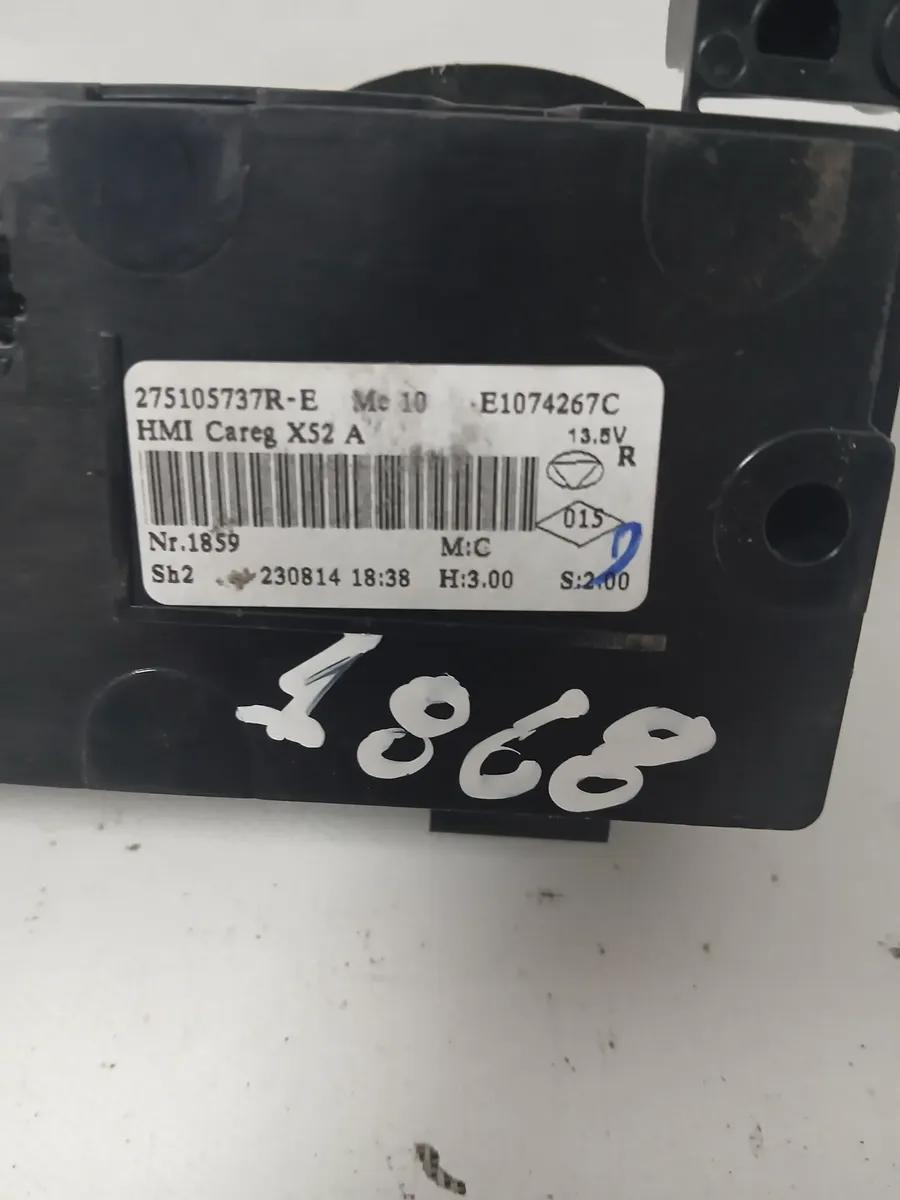 275105737R-E Me 10 E1074267C
HMI Careg X52 A 13.5V
R
015
Nr.1859 M:C
Sh2 230814 18:38 H:3.00 S:2.00
1868